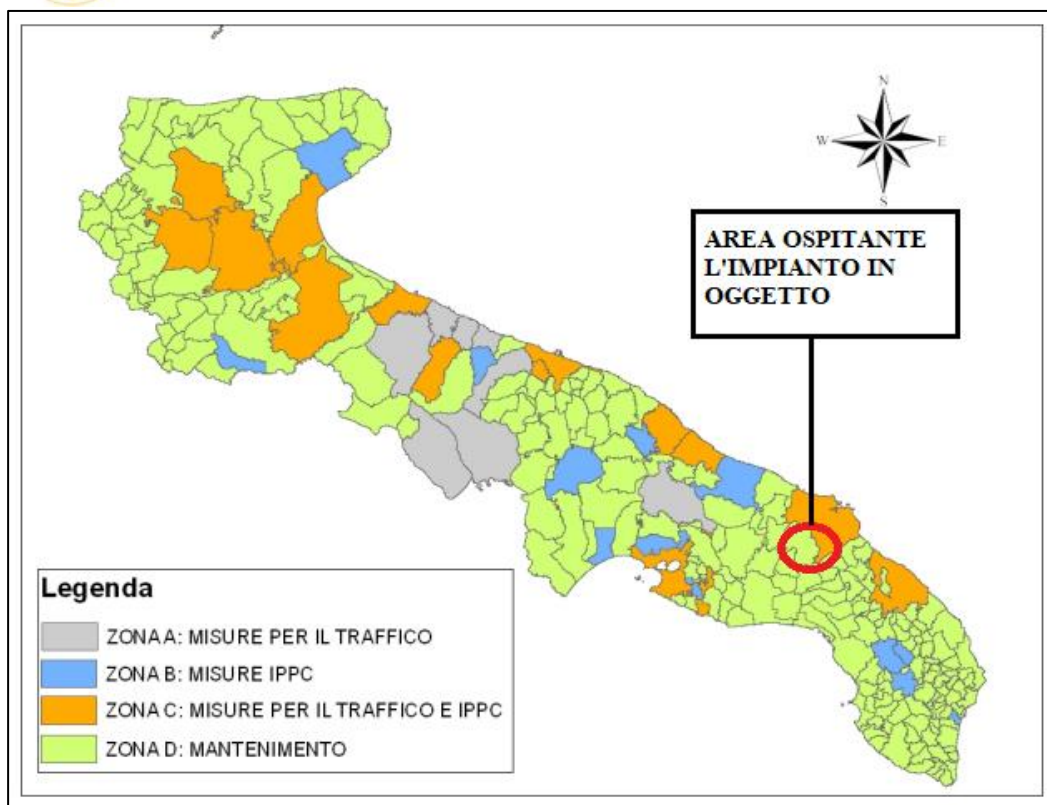 N
W
E
S
AREA OSPITANTE
L'IMPIANTO IN
OGGETTO
Legenda
ZONA A: MISURE PER IL TRAFFICO
ZONA B: MISURE IPPC
ZONA C: MISURE PER IL TRAFFICO E IPPC
ZONA D: MANTENIMENTO